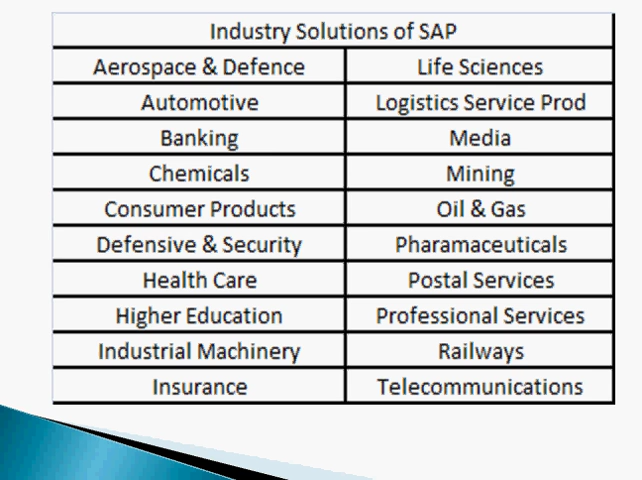 Industry Solutions of SAP
Aerospace & Defence Life Sciences
Automotive Logistics Service Prod
Banking Media
Chemicals Mining
Consumer Products Oil & Gas
Defensive & Security Pharamaceuticals
Health Care Postal Services
Higher Education Professional Services
Industrial Machinery Railways
Insurance Telecommunications